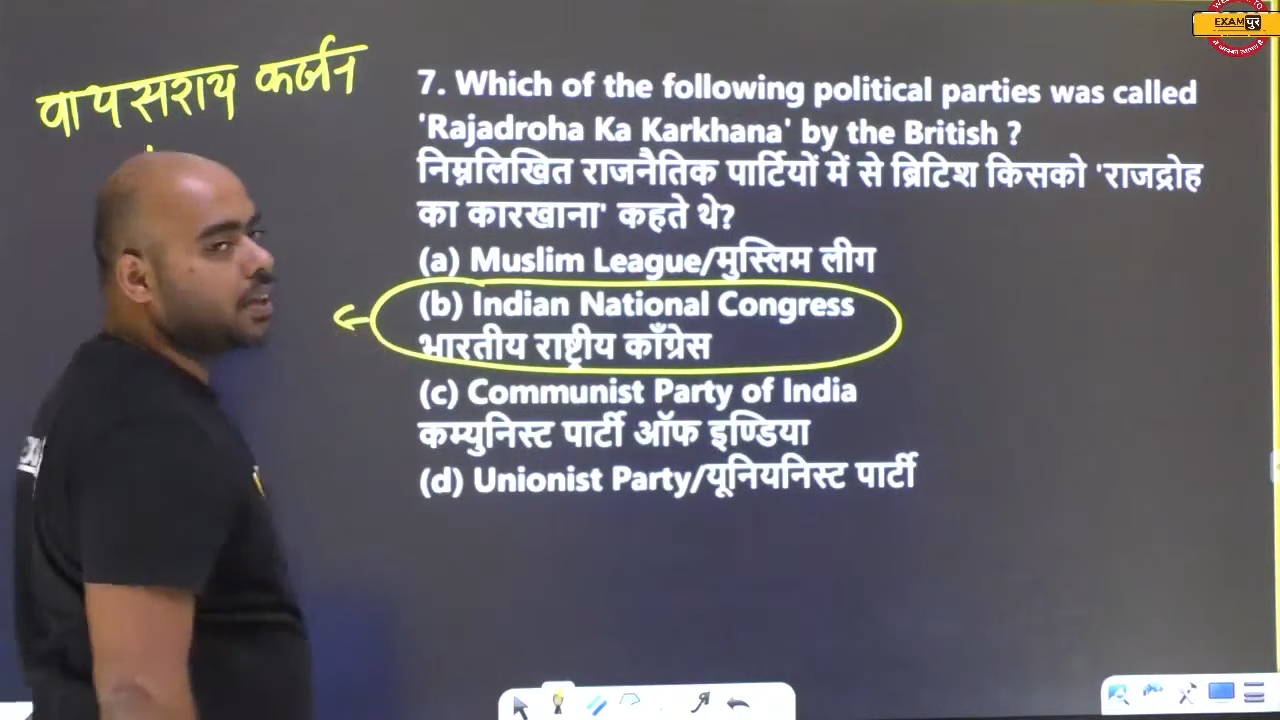 वायसराय कर्जन
7. Which of the following political parties was called
'Rajadroha Ka Karkhana' by the British ?
निम्नलिखित राजनैतिक पार्टियों में से ब्रिटिश किसको 'राजद्रोह
का कारखाना' कहते थे?
(a) Muslim League/मुस्लिम लीग
(b) Indian National Congress
भारतीय राष्ट्रीय काँग्रेस
(c) Communist Party of India
कम्युनिस्ट पार्टी ऑफ इण्डिया
(d) Unionist Party/यूनियनिस्ट पार्टी
EXAMपुर